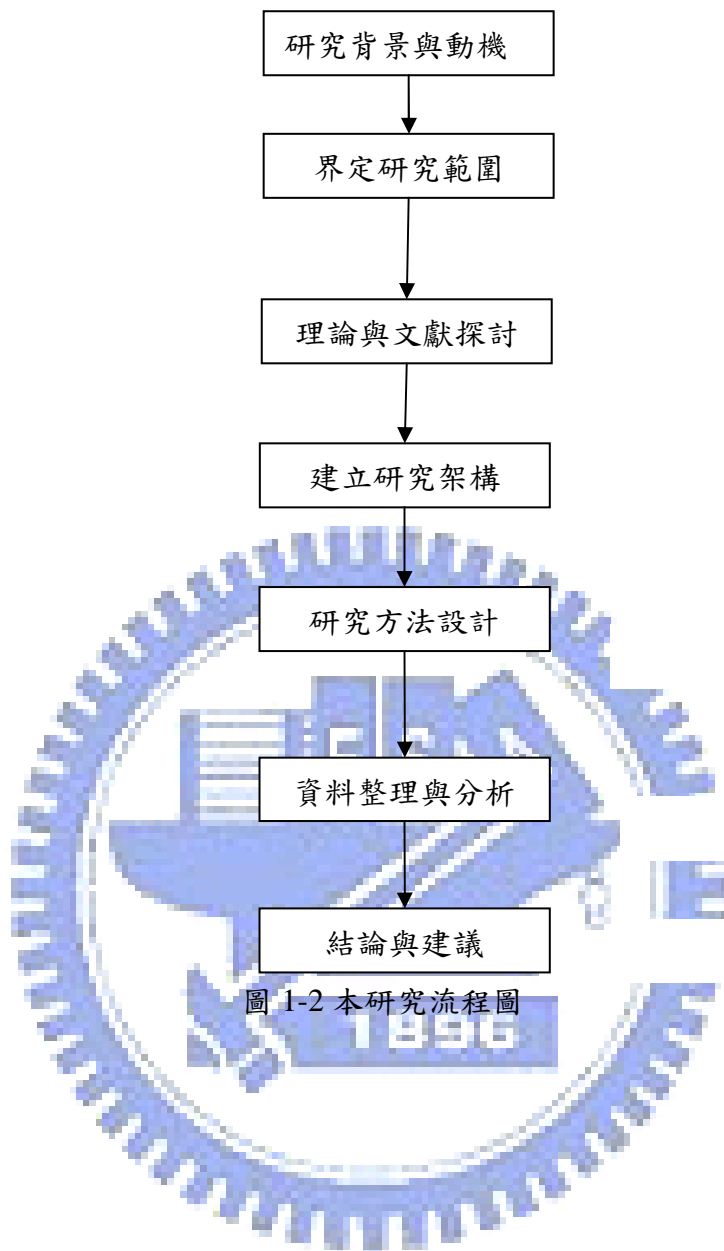 研究背景與動機
界定研究範圍
理論與文獻探討
建立研究架構
研究方法設計
資料整理與分析
結論與建議
圖 1-2 本研究流程圖
1896